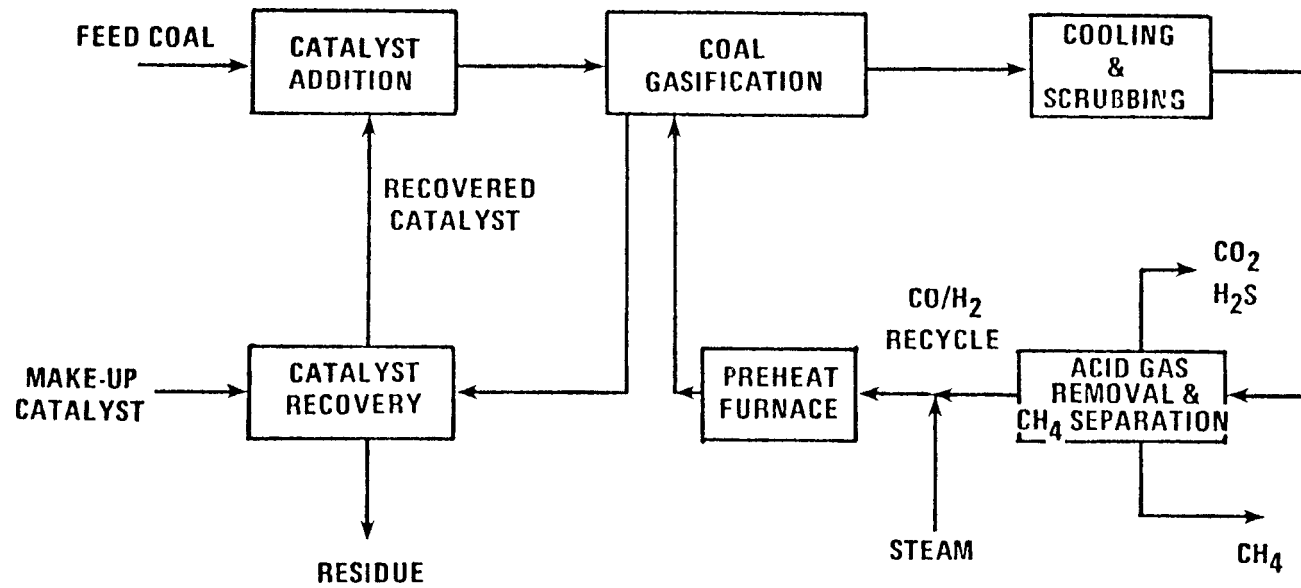 FEED COAL
CATALYST
ADDITION
COAL
GASIFICATION
COOLING
&
SCRUBBING
RECOVERED
CATALYST
CO2
H2S
CO/H2
RECYCLE
MAKE-UP
CATALYST
CATALYST
RECOVERY
PREHEAT
FURNACE
ACID GAS
REMOVAL &
CH4 SEPARATION
RESIDUE
STEAM
CH4